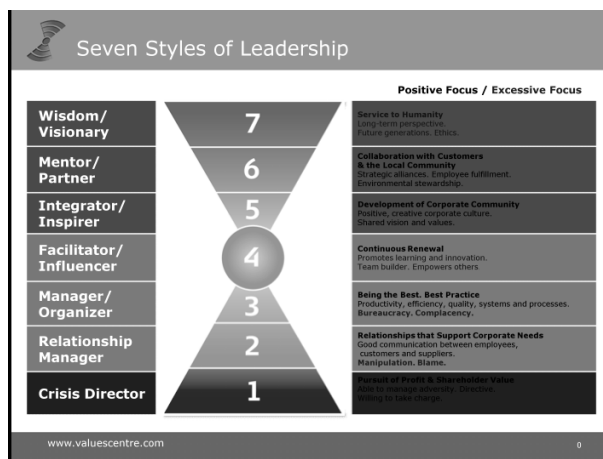 Seven Styles of Leadership
Positive Focus / Excessive Focus
Wisdom/
Visionary
7
Service to Humanity
Long-term perspective.
Future generations. Ethics.
Mentor/
Partner
6
Collaboration with Customers
& the Local Community
Strategic alliances. Employee fulfillment.
Environmental stewardship.
Integrator/
Inspirer
5
Development of Corporate Community
Positive, creative corporate culture.
Shared vision and values.
Facilitator/
Influencer
4
Continuous Renewal
Promotes learning and innovation.
Team builder. Empowers others
Manager/
Organizer
3
Being the Best. Best Practice
Productivity, efficiency, quality, systems and processes.
Bureaucracy. Complacency.
Relationship
Manager
2
Relationships that Support Corporate Needs
Good communication between employees,
customers and suppliers.
Manipulation. Blame.
Crisis Director
1
Pursuit of Profit & Shareholder Value
Able to manage adversity. Directive.
Willing to take charge.
www.valuescentre.com
0